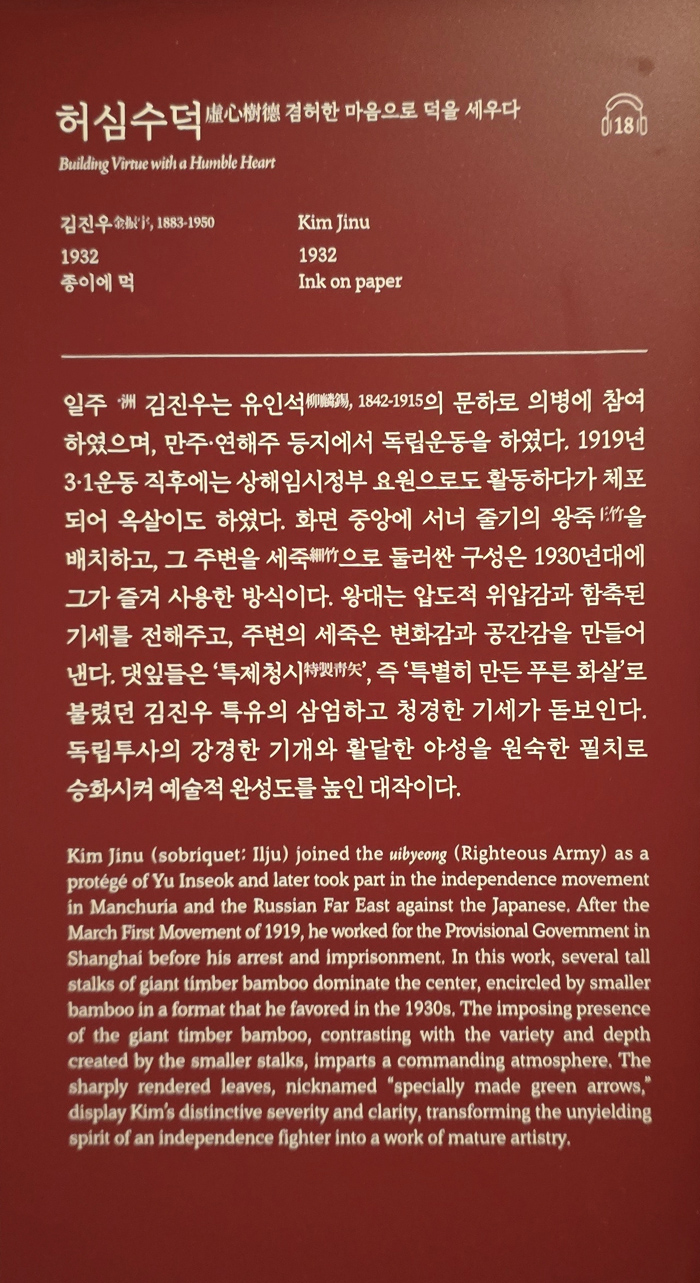 허심수덕虛心樹德 겸허한 마음으로 덕을 세우다
18
Building Virtue with a Humble Heart
김진우金振宇, 1883-1950
1932
종이에 먹
Kim Jinu
1932
Ink on paper
일주 洲 김진우는 유인석柳麟錫, 1842-1915의 문하로 의병에 참여
하였으며, 만주·연해주 등지에서 독립운동을 하였다. 1919년
3·1운동 직후에는 상해임시정부 요원으로도 활동하다가 체포
되어 옥살이도 하였다. 화면 중앙에 서너 줄기의 왕죽 竹을
배치하고, 그 주변을 세죽細竹으로 둘러싼 구성은 1930년대에
그가 즐겨 사용한 방식이다. 왕대는 압도적 위압감과 함축된
기세를 전해주고, 주변의 세죽은 변화감과 공간감을 만들어
낸다. 댓잎들은 ‘특제청시特製靑矢’, 즉 ‘특별히 만든 푸른 화살’로
불렸던 김진우 특유의 삼엄하고 청경한 기세가 돋보인다.
독립투사의 강경한 기개와 활달한 야성을 원숙한 필치로
승화시켜 예술적 완성도를 높인 대작이다.
Kim Jinu (sobriquet: Ilju) joined the uibyeong (Righteous Army) as a
protégé of Yu Inseok and later took part in the independence movement
in Manchuria and the Russian Far East against the Japanese. After the
March First Movement of 1919, he worked for the Provisional Government in
Shanghai before his arrest and imprisonment. In this work, several tall
stalks of giant timber bamboo dominate the center, encircled by smaller
bamboo in a format that he favored in the 1930s. The imposing presence
of the giant timber bamboo, contrasting with the variety and depth
created by the smaller stalks, imparts a commanding atmosphere. The
sharply rendered leaves, nicknamed "specially made green arrows,"
display Kim's distinctive severity and clarity, transforming the unyielding
spirit of an independence fighter into a work of mature artistry.